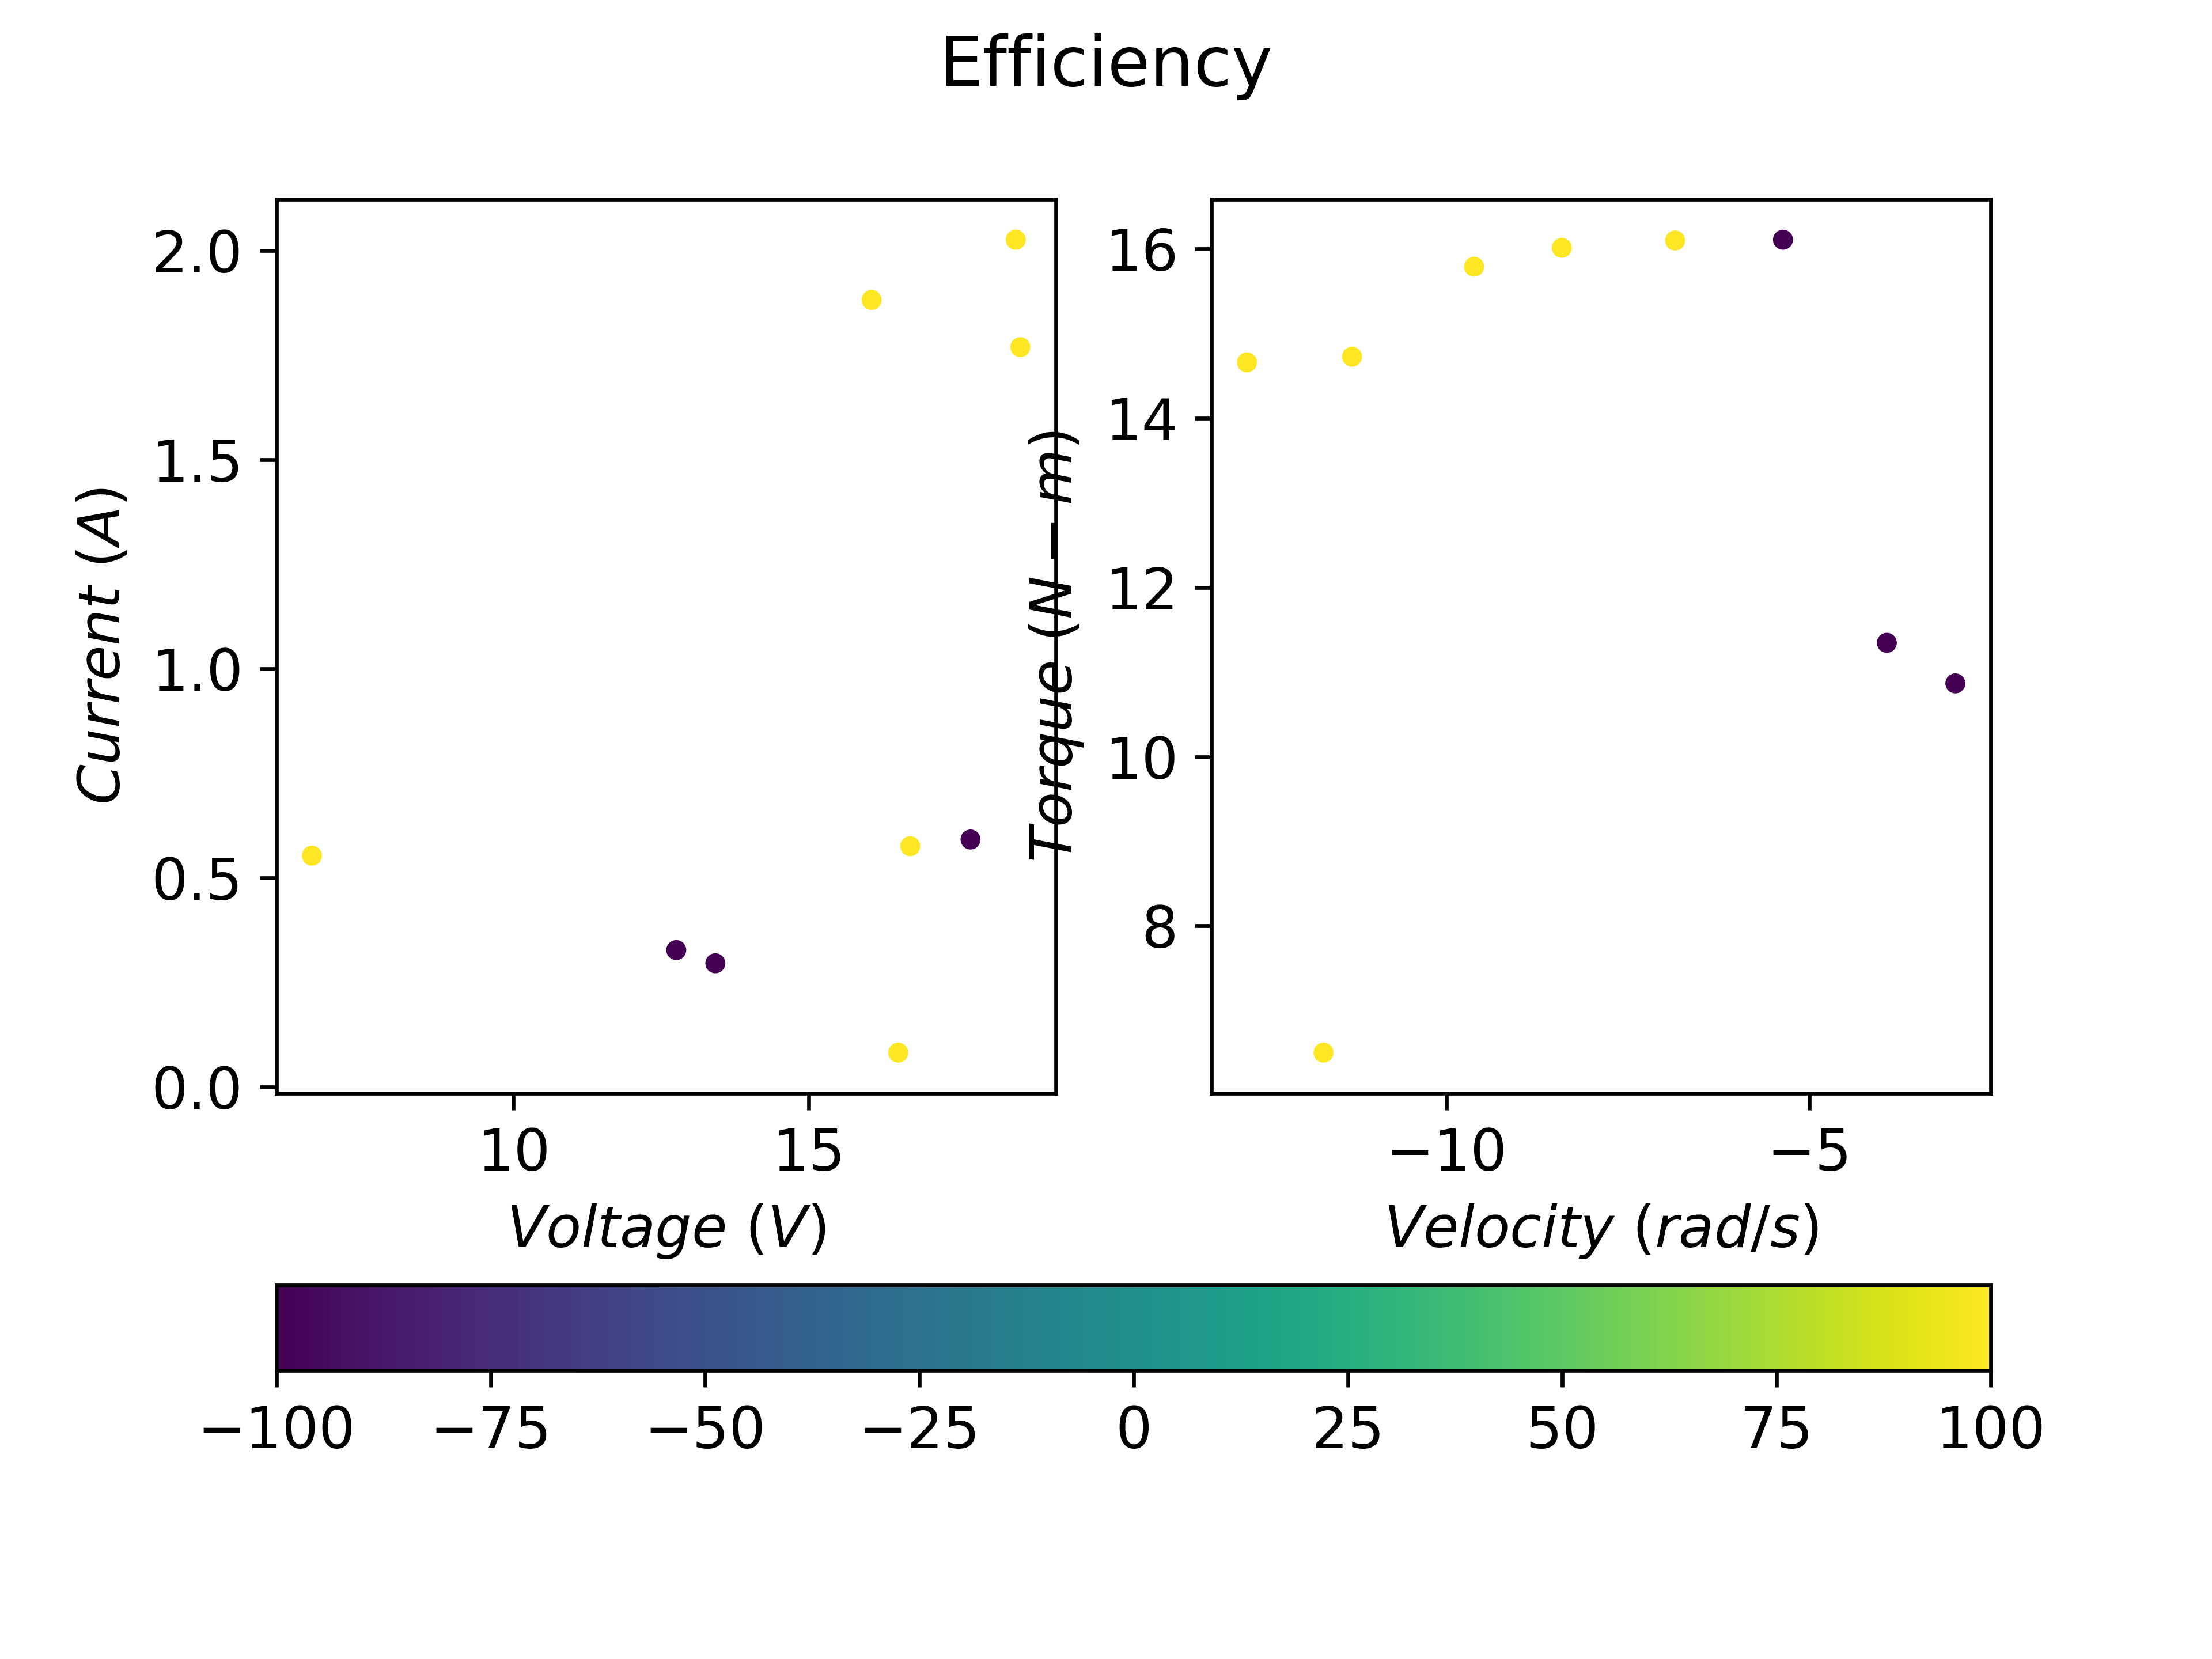 Efficiency
2.0
1.5
1.0
0.5
0.0
Current (A)
10 15
Voltage (V)
16
14
12
10
8
Torque (N − m)
−10 −5
Velocity (rad/s)
−100 −75 −50 −25 0 25 50 75 100